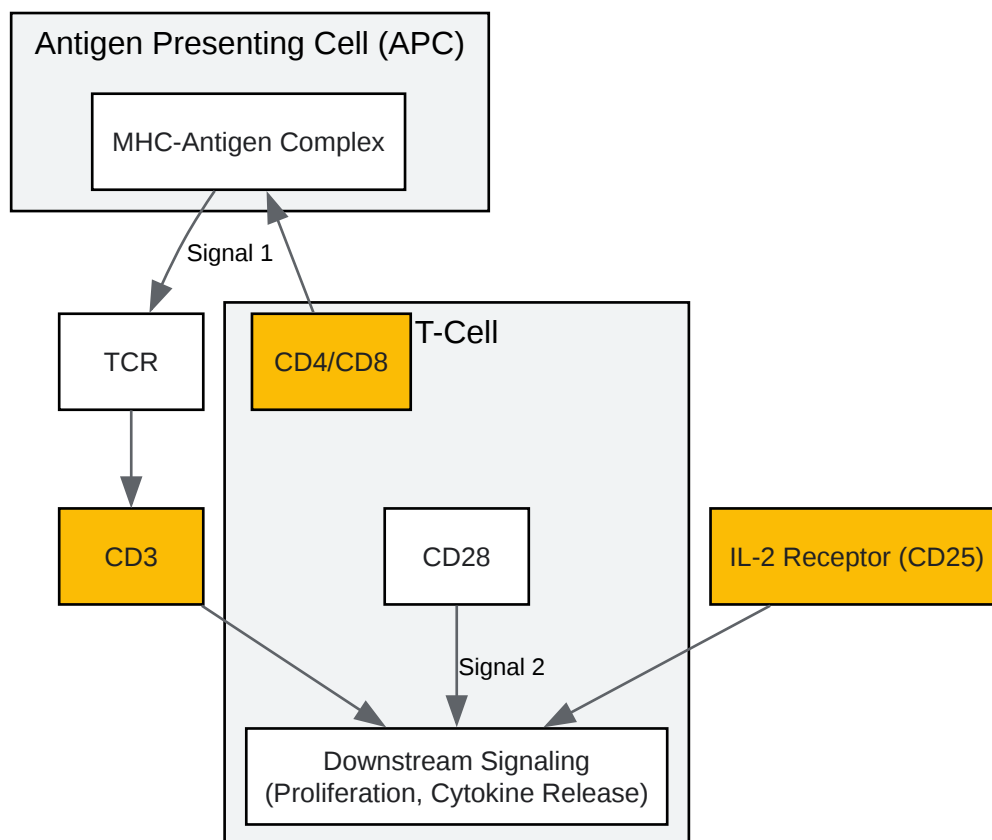 Antigen Presenting Cell (APC)
MHC-Antigen Complex
Signal 1
TCR
CD4/CD8
T-Cell
CD3
CD28
IL-2 Receptor (CD25)
Signal 2
Downstream Signaling
(Proliferation, Cytokine Release)